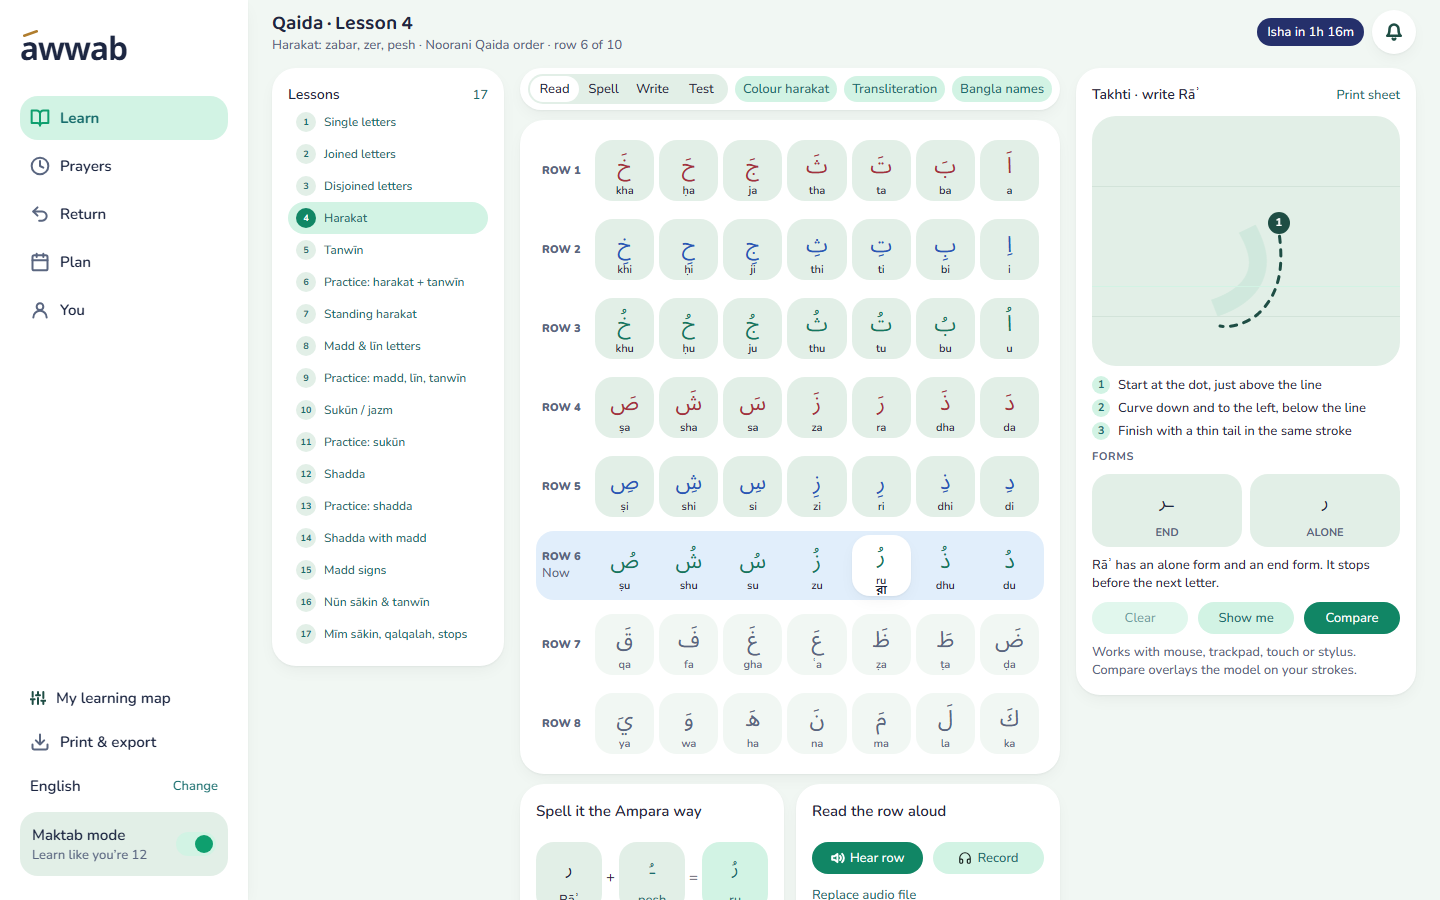 awwab
Learn
Prayers
Return
Plan
You
My learning map
Print & export
English Change
Maktab mode
Learn like you're 12
Qaida · Lesson 4
Harakat: zabar, zer, pesh · Noorani Qaida order · row 6 of 10
Isha in 1h 16m
Lessons 17
1 Single letters
2 Joined letters
3 Disjoined letters
4 Harakat
5 Tanwīn
6 Practice: harakat + tanwīn
7 Standing harakat
8 Madd & līn letters
9 Practice: madd, līn, tanwīn
10 Sukūn / jazm
11 Practice: sukūn
12 Shadda
13 Practice: shadda
14 Shadda with madd
15 Madd signs
16 Nūn sākin & tanwīn
17 Mīm sākin, qalqalah, stops
Read Spell Write Test Colour harakat Transliteration Bangla names
ROW 1
اَ بَ تَ ثَ جَ حَ خَ
kha ḥa ja tha ta ba a
ROW 2
اِ بِ تِ ثِ جِ حِ خِ
khi ḥi ji thi ti bi i
ROW 3
اُ بُ تُ ثُ جُ حُ خُ
khu ḥu ju thu tu bu u
ROW 4
دَ ذَ رَ زَ سَ شَ صَ
ṣa sha sa za ra dha da
ROW 5
دِ ذِ رِ زِ سِ شِ صِ
ṣi shi si zi ri dhi di
ROW 6
Now
دُ ذُ رُ زُ سُ شُ صُ
ṣu shu su zu ru dhu du
ROW 7
ضَ طَ ظَ عَ غَ فَ قَ
qa fa gha ʿa ẓa ṭa ḍa
ROW 8
كَ لَ مَ نَ هَ وَ يَ
ya wa ha na ma la ka
Spell it the Ampara way
ر + ـُ = رُ
Rāʾ pesh ru
Read the row aloud
Hear row Record
Replace audio file
Takhti · write Rāʾ Print sheet
1
1 Start at the dot, just above the line
2 Curve down and to the left, below the line
3 Finish with a thin tail in the same stroke
FORMS
ـر
END
ر
ALONE
Rāʾ has an alone form and an end form. It stops
before the next letter.
Clear Show me Compare
Works with mouse, trackpad, touch or stylus.
Compare overlays the model on your strokes.